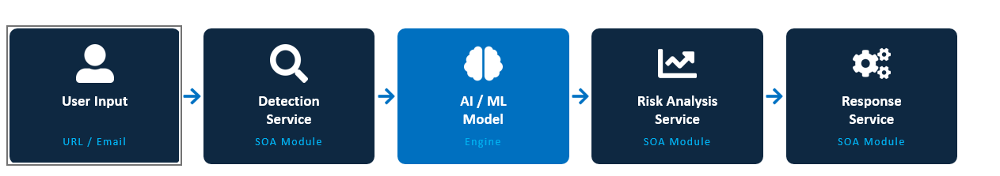 User Input
URL / Email
Detection
Service
SOA Module
AI / ML
Model
Engine
Risk Analysis
Service
SOA Module
Response
Service
SOA Module